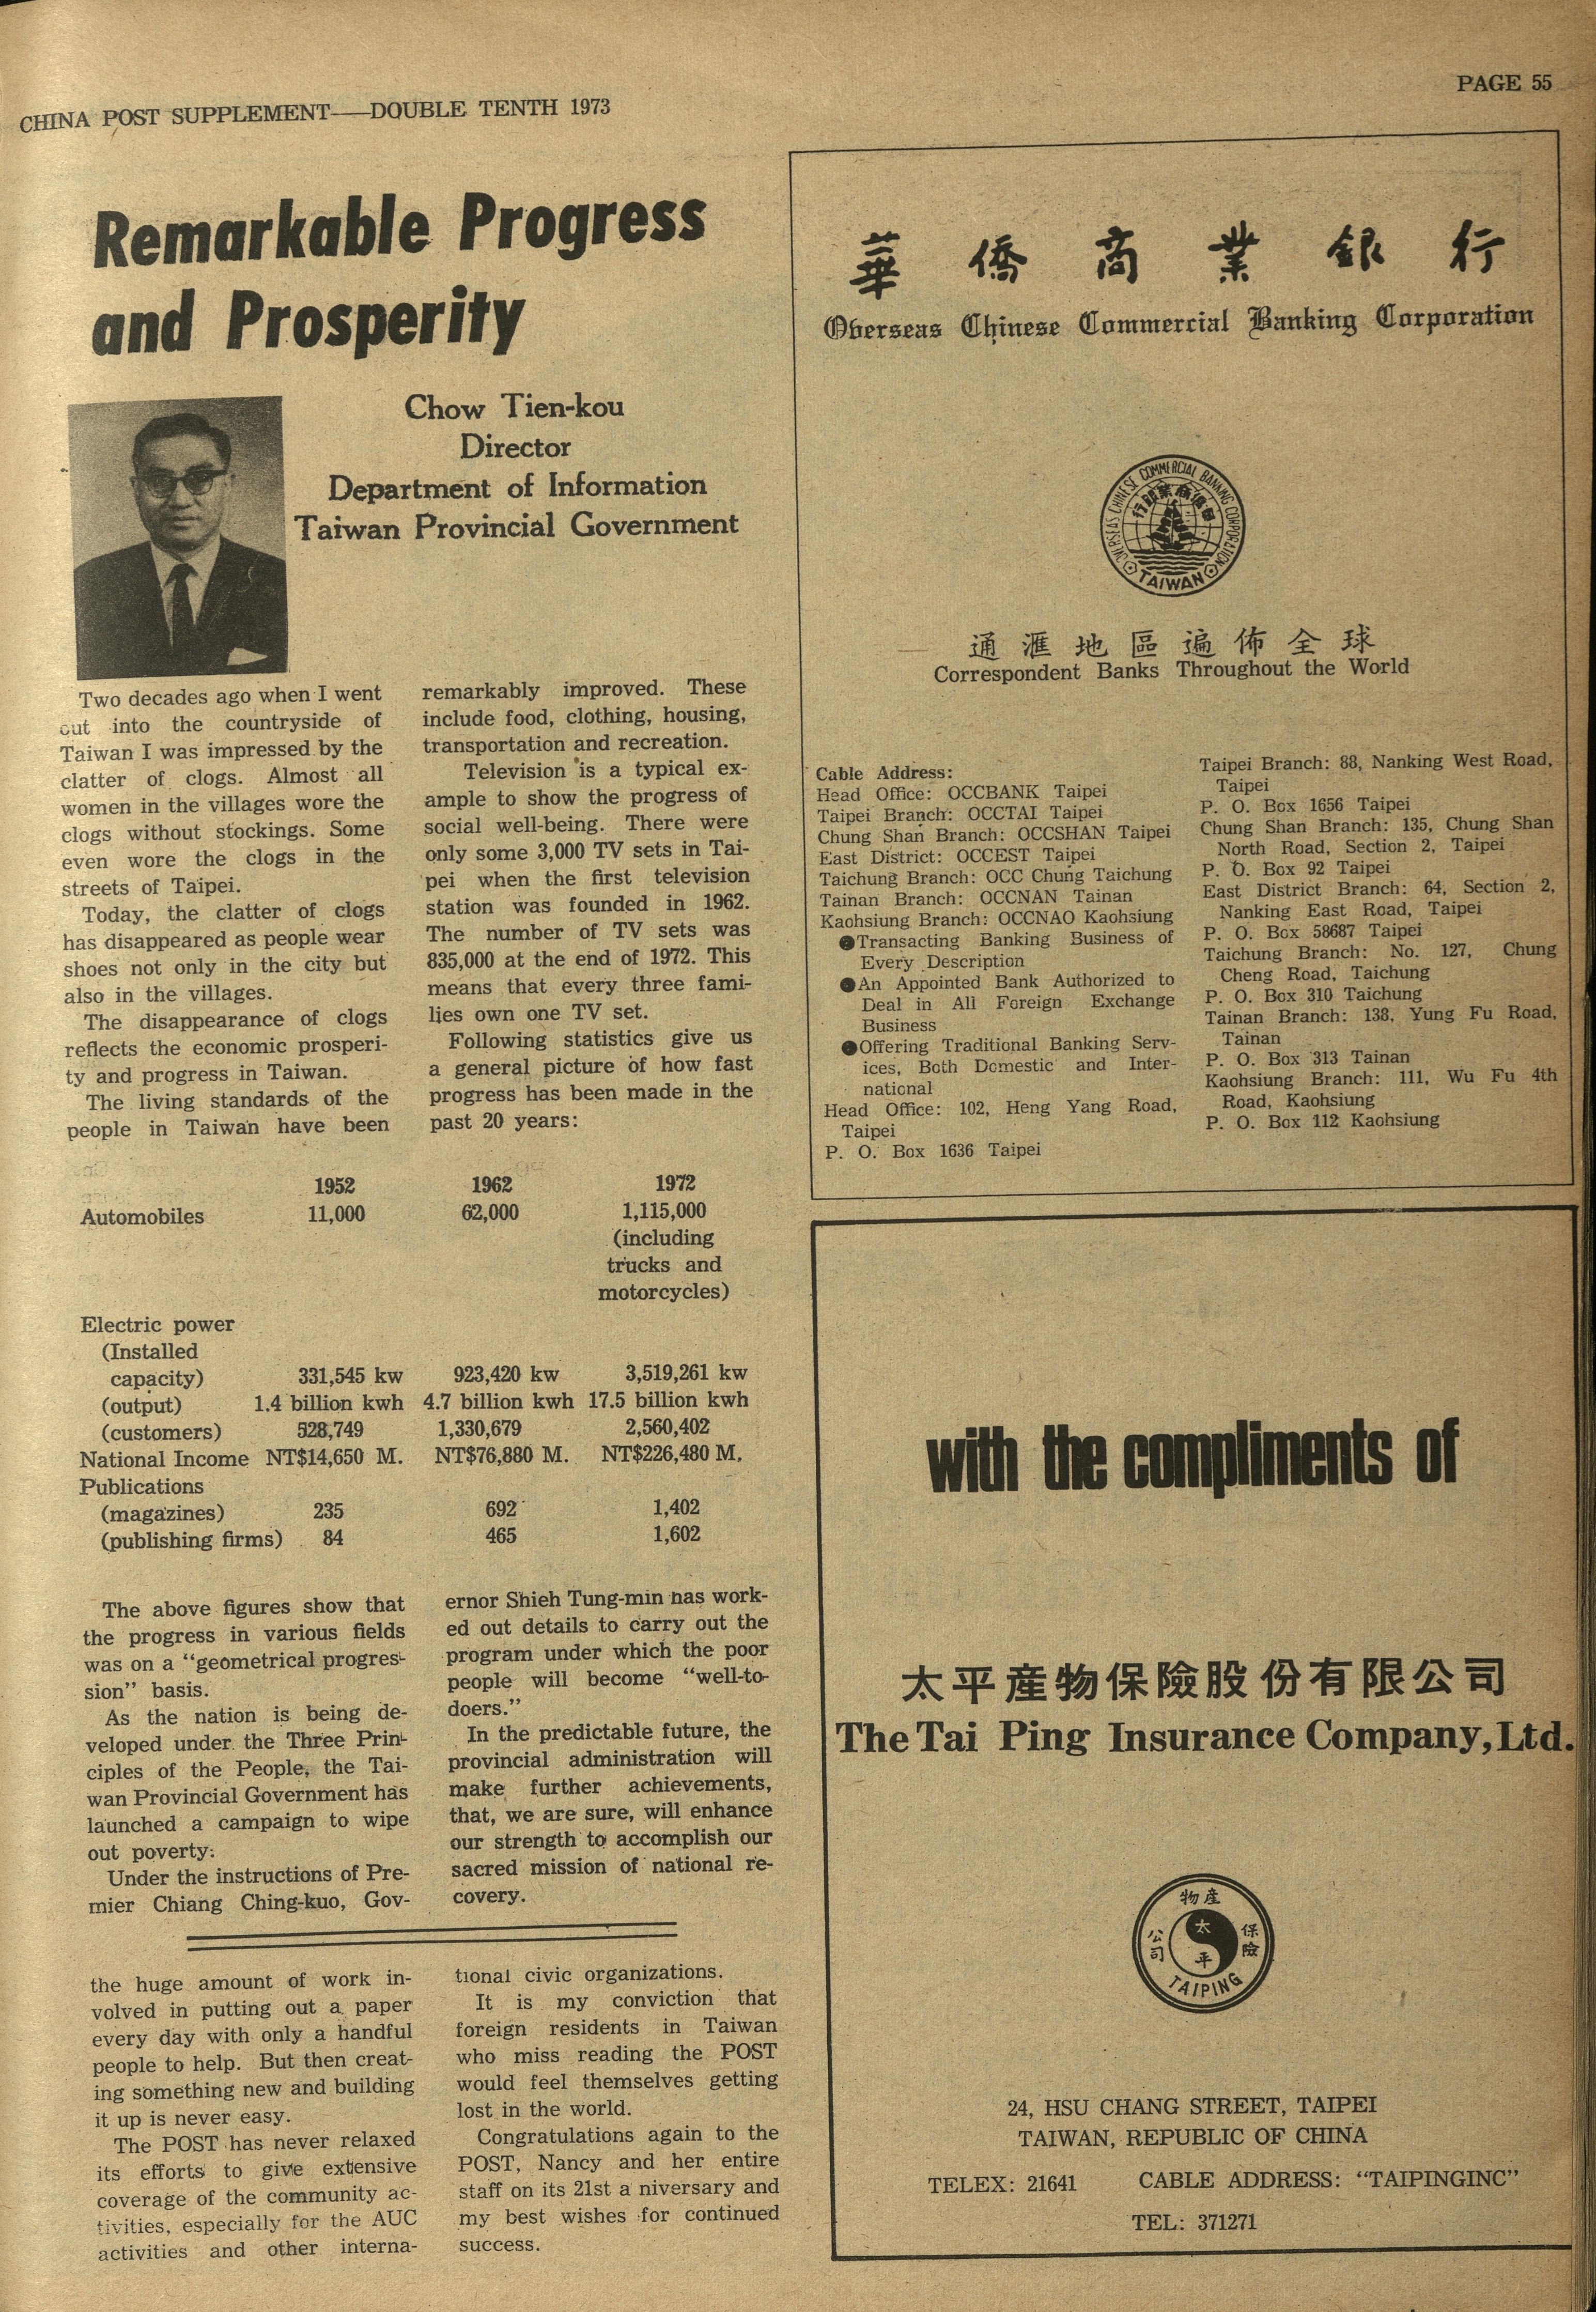 CHINA POST SUPPLEMENT——DOUBLE TENTH 1973
PAGE 55
Remarkable Progress
and Prosperity
Chow Tien-kou
Director
Department of Information
Taiwan Provincial Government
Two decades ago when I went
out into the countryside of
Taiwan I was impressed by the
clatter of clogs. Almost all
women in the villages wore the
clogs without stockings. Some
even wore the clogs in the
streets of Taipei.
Today, the clatter of clogs
has disappeared as people wear
shoes not only in the city but
also in the villages.
The disappearance of clogs
reflects the economic prosperi-
ty and progress in Taiwan.
The living standards of the
people in Taiwan have been
remarkably improved. These
include food, clothing, housing,
transportation and recreation.
Television is a typical ex-
ample to show the progress of
social well-being. There were
only some 3,000 TV sets in Tai-
pei when the first television
station was founded in 1962.
The number of TV sets was
835,000 at the end of 1972. This
means that every three fami-
lies own one TV set.
Following statistics give us
a general picture of how fast
progress has been made in the
past 20 years:
1952 1962 1972
Automobiles 11,000 62,000 1,115,000
(including
trucks and
motorcycles)
Electric power
(Installed
capacity) 331,545 kw 923,420 kw 3,519,261 kw
(output) 1.4 billion kwh 4.7 billion kwh 17.5 billion kwh
(customers) 528,749 1,330,679 2,560,402
National Income NT$14,650 M. NT$76,880 M. NT$226,480 M.
Publications
(magazines) 235 692 1,402
(publishing firms) 84 465 1,602
The above figures show that
the progress in various fields
was on a “geometrical progres-
sion” basis.
As the nation is being de-
veloped under the Three Prin-
ciples of the People, the Tai-
wan Provincial Government has
launched a campaign to wipe
out poverty.
Under the instructions of Pre-
mier Chiang Ching-kuo, Gov-
ernor Shieh Tung-min has work-
ed out details to carry out the
program under which the poor
people will become “well-to-
doers.”
In the predictable future, the
provincial administration will
make further achievements,
that, we are sure, will enhance
our strength to accomplish our
sacred mission of national re-
covery.
the huge amount of work in-
volved in putting out a paper
every day with only a handful
people to help. But then creat-
ing something new and building
it up is never easy.
The POST has never relaxed
its efforts to give extensive
coverage of the community ac-
tivities, especially for the AUC
activities and other interna-
tional civic organizations.
It is my conviction that
foreign residents in Taiwan
who miss reading the POST
would feel themselves getting
lost in the world.
Congratulations again to the
POST, Nancy and her entire
staff on its 21st a niversary and
my best wishes for continued
success.
華僑商業銀行
Overseas Chinese Commercial Banking Corporation
OVERSEAS CHINESE COMMERCIAL BANKING CORPORATION
行銀業商僑華
TAIWAN
通滙地區遍佈全球
Correspondent Banks Throughout the World
Cable Address:
Head Office: OCCBANK Taipei
Taipei Branch: OCCTAI Taipei
Chung Shan Branch: OCCSHAN Taipei
East District: OCCEST Taipei
Taichung Branch: OCC Chung Taichung
Tainan Branch: OCCNAN Tainan
Kaohsiung Branch: OCCNAO Kaohsiung
●Transacting Banking Business of
Every Description
●An Appointed Bank Authorized to
Deal in All Foreign Exchange
Business
●Offering Traditional Banking Serv-
ices, Both Domestic and Inter-
national
Head Office: 102, Heng Yang Road,
Taipei
P. O. Box 1636 Taipei
Taipei Branch: 88, Nanking West Road,
Taipei
P. O. Box 1656 Taipei
Chung Shan Branch: 135, Chung Shan
North Road, Section 2, Taipei
P. O. Box 92 Taipei
East District Branch: 64, Section 2,
Nanking East Road, Taipei
P. O. Box 58687 Taipei
Taichung Branch: No. 127, Chung
Cheng Road, Taichung
P. O. Box 310 Taichung
Tainan Branch: 138, Yung Fu Road,
Tainan
P. O. Box 313 Tainan
Kaohsiung Branch: 111, Wu Fu 4th
Road, Kaohsiung
P. O. Box 112 Kaohsiung
with the compliments of
太平產物保險股份有限公司
The Tai Ping Insurance Company, Ltd.
物產
保險
公司
太平
TAIPING
24, HSU CHANG STREET, TAIPEI
TAIWAN, REPUBLIC OF CHINA
TELEX: 21641 CABLE ADDRESS: “TAIPINGINC”
TEL: 371271